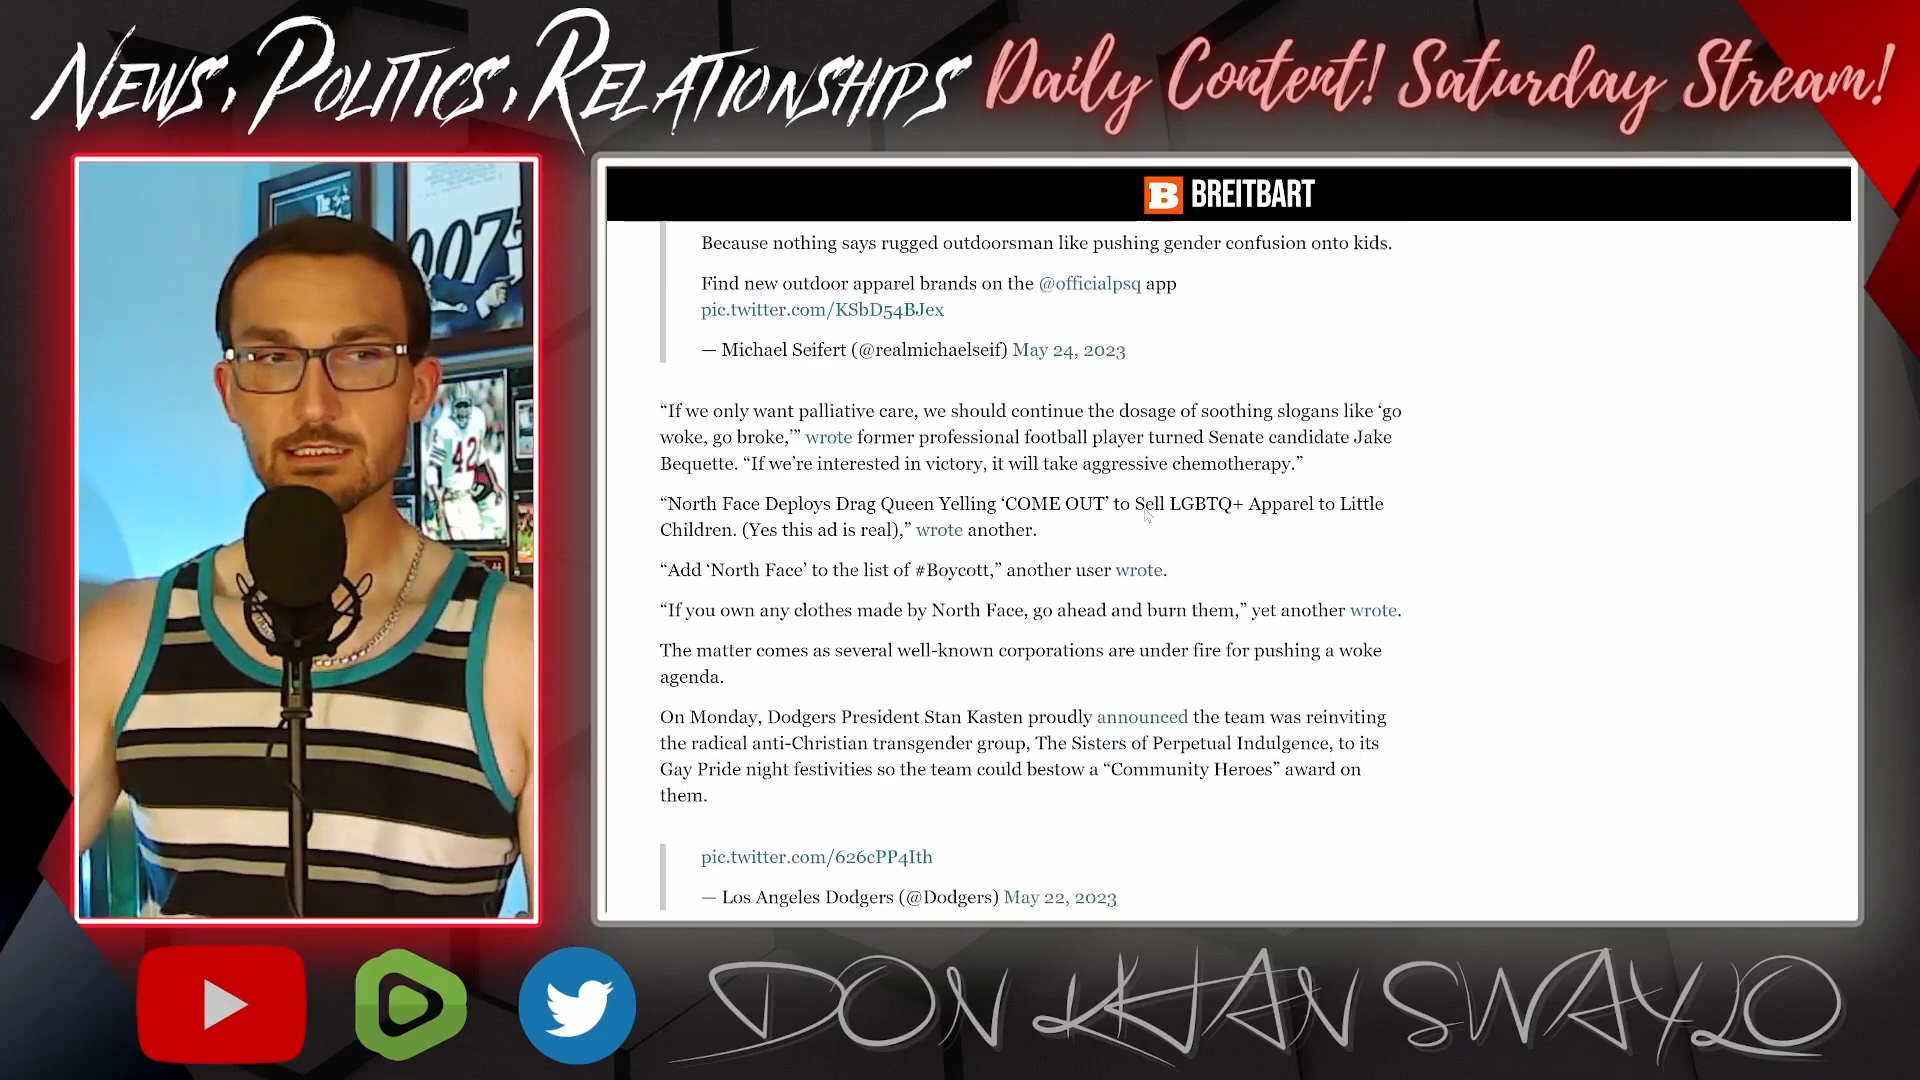 NEWS, POLITICS, RELATIONSHIPS
Daily Content! Saturday Stream!
007
42
B BREITBART
Because nothing says rugged outdoorsman like pushing gender confusion onto kids.
Find new outdoor apparel brands on the @officialpsq app
pic.twitter.com/KSbD54BJex
— Michael Seifert (@realmichaelseif) May 24, 2023
“If we only want palliative care, we should continue the dosage of soothing slogans like ‘go
woke, go broke,’” wrote former professional football player turned Senate candidate Jake
Bequette. “If we’re interested in victory, it will take aggressive chemotherapy.”
“North Face Deploys Drag Queen Yelling ‘COME OUT’ to Sell LGBTQ+ Apparel to Little
Children. (Yes this ad is real),” wrote another.
“Add ‘North Face’ to the list of #Boycott,” another user wrote.
“If you own any clothes made by North Face, go ahead and burn them,” yet another wrote.
The matter comes as several well-known corporations are under fire for pushing a woke
agenda.
On Monday, Dodgers President Stan Kasten proudly announced the team was reinviting
the radical anti-Christian transgender group, The Sisters of Perpetual Indulgence, to its
Gay Pride night festivities so the team could bestow a “Community Heroes” award on
them.
pic.twitter.com/626cPP4Ith
— Los Angeles Dodgers (@Dodgers) May 22, 2023
DON KHAN SWAYLO